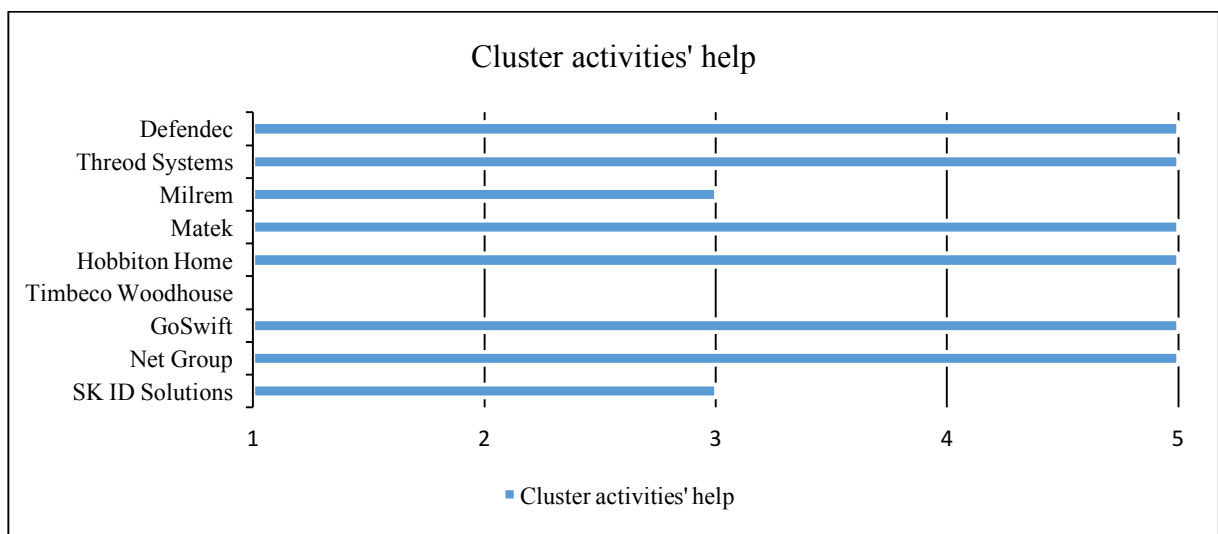 Cluster activities' help
Defendec
Threod Systems
Milrem
Matek
Hobbiton Home
Timbeco Woodhouse
GoSwift
Net Group
SK ID Solutions
1 2 3 4 5
Cluster activities' help